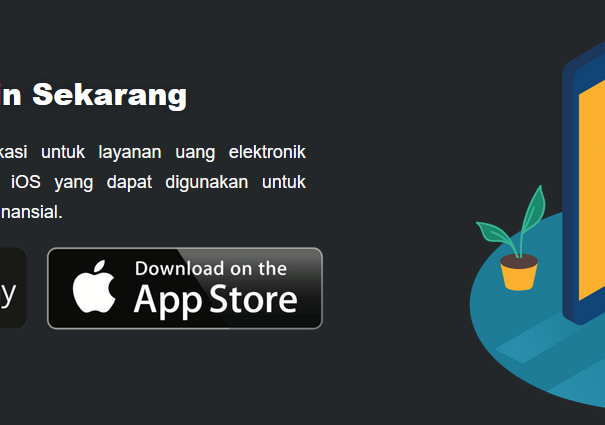 n Sekarang
kasi untuk layanan uang elektronik
iOS yang dapat digunakan untuk
nansial.
y
Download on the
App Store